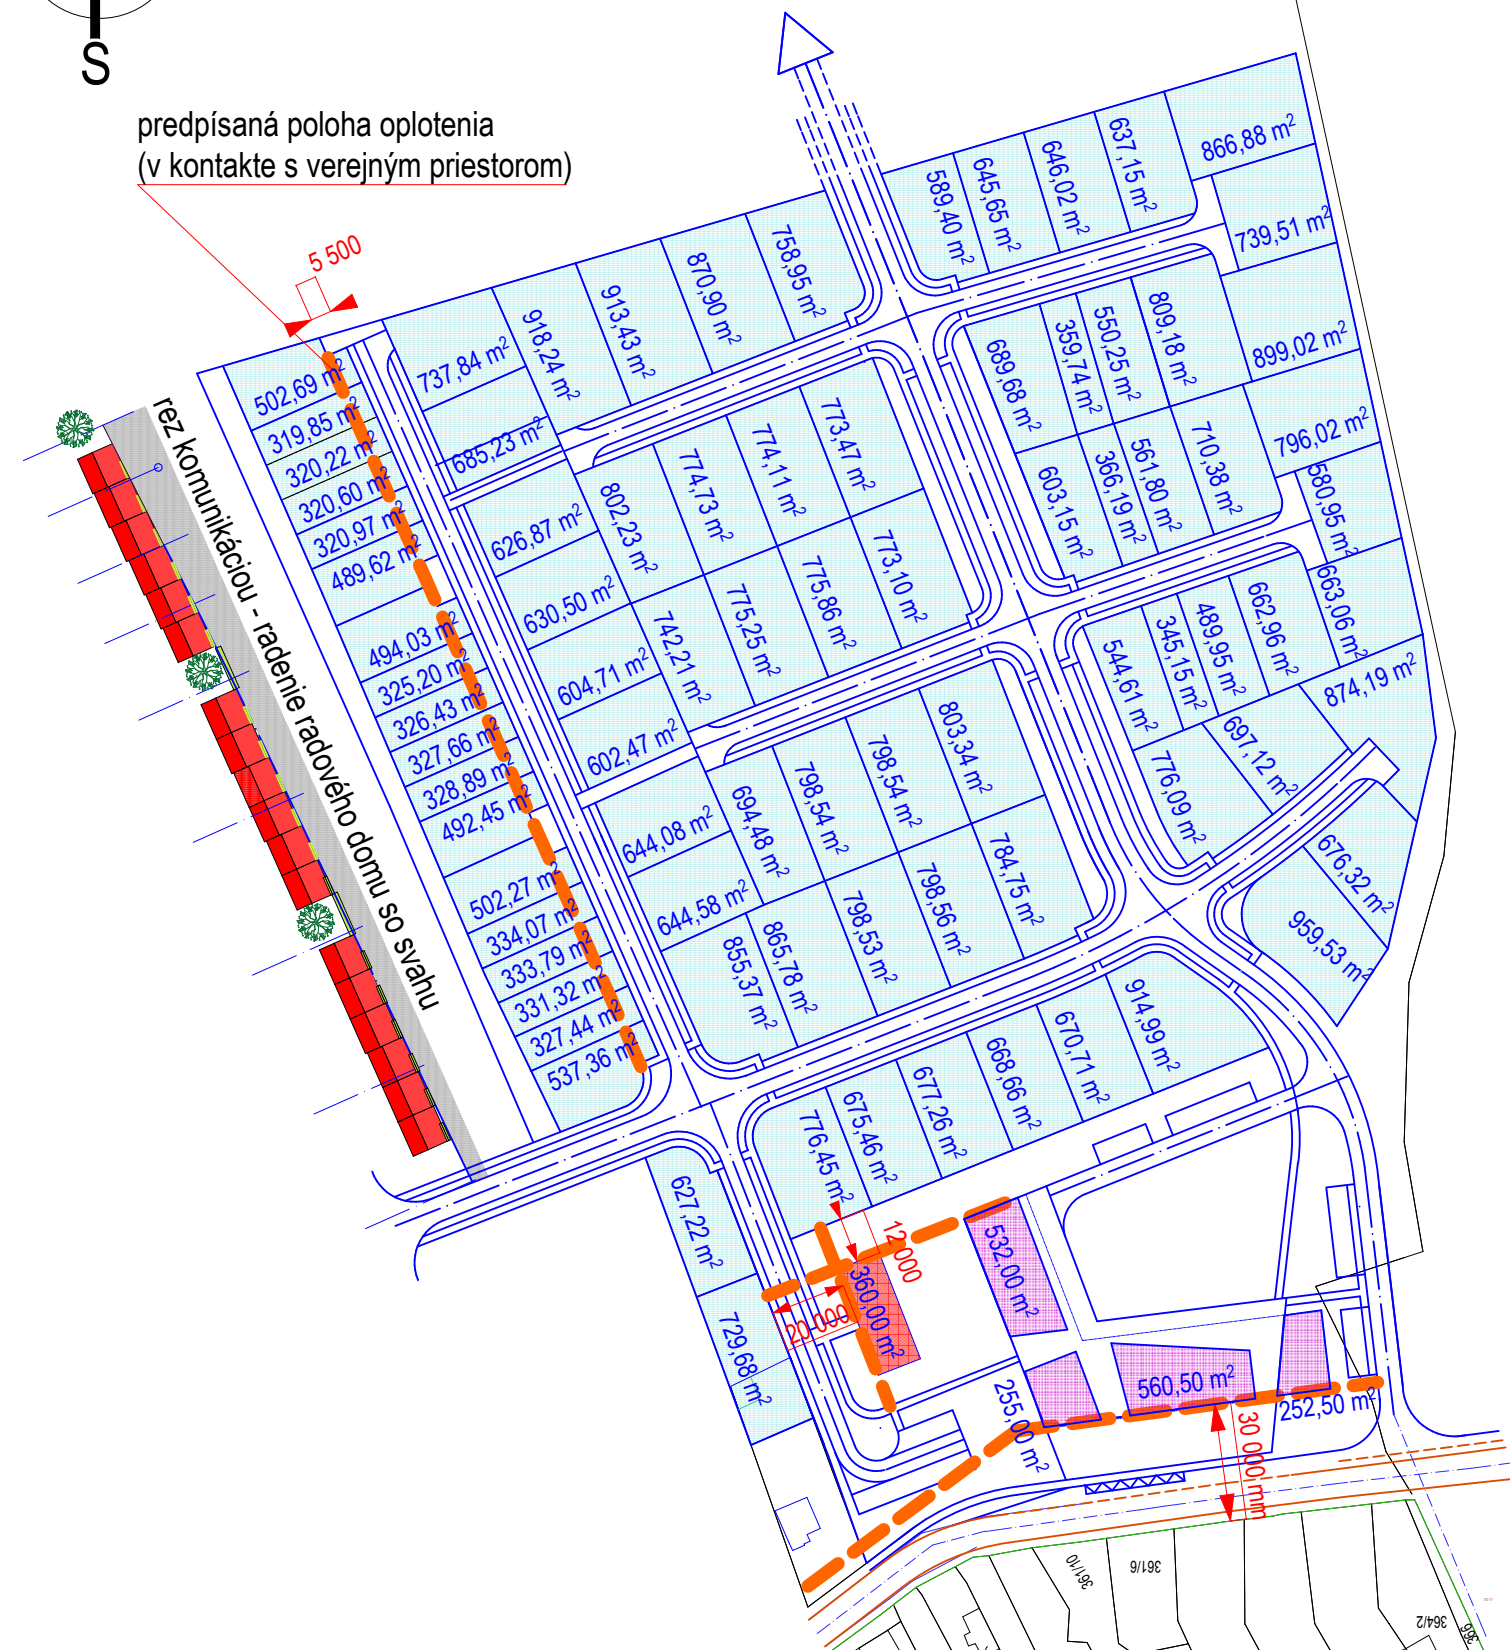 S
predpísaná poloha oplotenia
(v kontakte s verejným priestorom)
5 500
rez komunikáciou - radenie radového domu so svahu
502,69 m²
319,85 m²
320,22 m²
320,60 m²
320,97 m²
489,62 m²
494,03 m²
325,20 m²
326,43 m²
327,66 m²
328,89 m²
492,45 m²
502,27 m²
334,07 m²
333,79 m²
331,32 m²
327,44 m²
537,36 m²
737,84 m²
685,23 m²
918,24 m²
913,43 m²
870,90 m²
758,95 m²
589,40 m²
645,65 m²
646,02 m²
637,15 m²
866,88 m²
739,51 m²
899,02 m²
796,02 m²
689,68 m²
359,74 m²
550,25 m²
809,18 m²
603,15 m²
366,19 m²
561,80 m²
710,38 m²
580,95 m²
663,06 m²
626,87 m²
630,50 m²
604,71 m²
602,47 m²
802,23 m²
774,73 m²
774,11 m²
773,47 m²
742,21 m²
775,25 m²
775,86 m²
773,10 m²
544,61 m²
345,15 m²
489,95 m²
662,96 m²
874,19 m²
776,09 m²
697,12 m²
676,32 m²
959,53 m²
644,08 m²
644,58 m²
694,48 m²
798,54 m²
798,54 m²
803,34 m²
855,37 m²
865,78 m²
798,53 m²
798,56 m²
784,75 m²
776,45 m²
675,46 m²
677,26 m²
668,66 m²
670,71 m²
914,99 m²
627,22 m²
729,68 m²
12 000
20 000
360,00 m²
532,00 m²
255,00 m²
560,50 m²
252,50 m²
30 000 mm
361/10
361/6
364/2
366